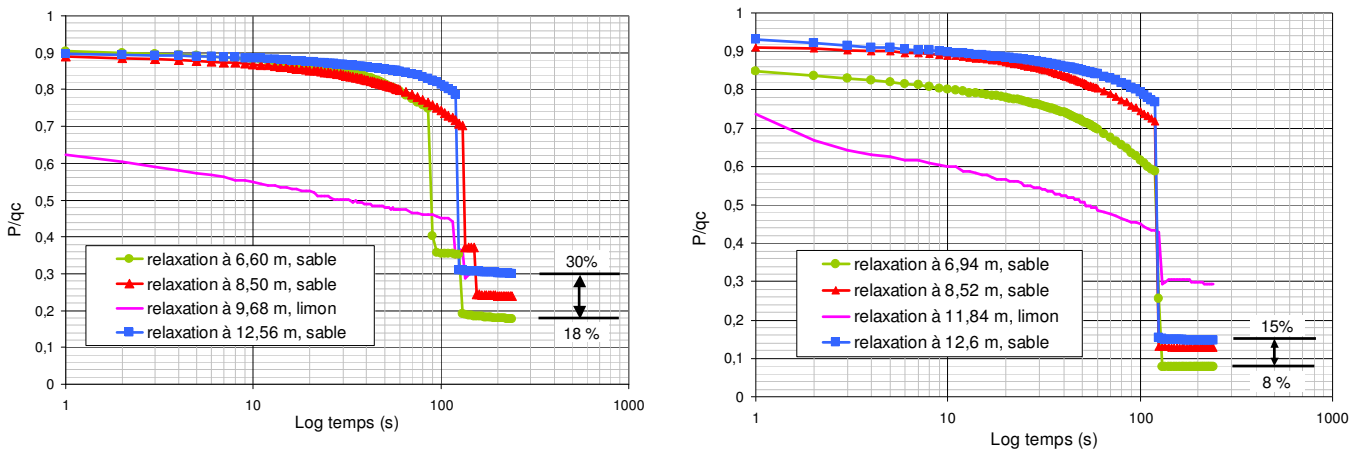 1
0,9
0,8
0,7
0,6
0,5
0,4
0,3
0,2
0,1
0
P/qc
1
10
100
1000
Log temps (s)
relaxation à 6,60 m, sable
relaxation à 8,50 m, sable
relaxation à 9,68 m, limon
relaxation à 12,56 m, sable
30%
18 %
1
0,9
0,8
0,7
0,6
0,5
0,4
0,3
0,2
0,1
0
P/qc
1
10
100
1000
Log temps (s)
relaxation à 6,94 m, sable
relaxation à 8,52 m, sable
relaxation à 11,84 m, limon
relaxation à 12,6 m, sable
15%
8 %